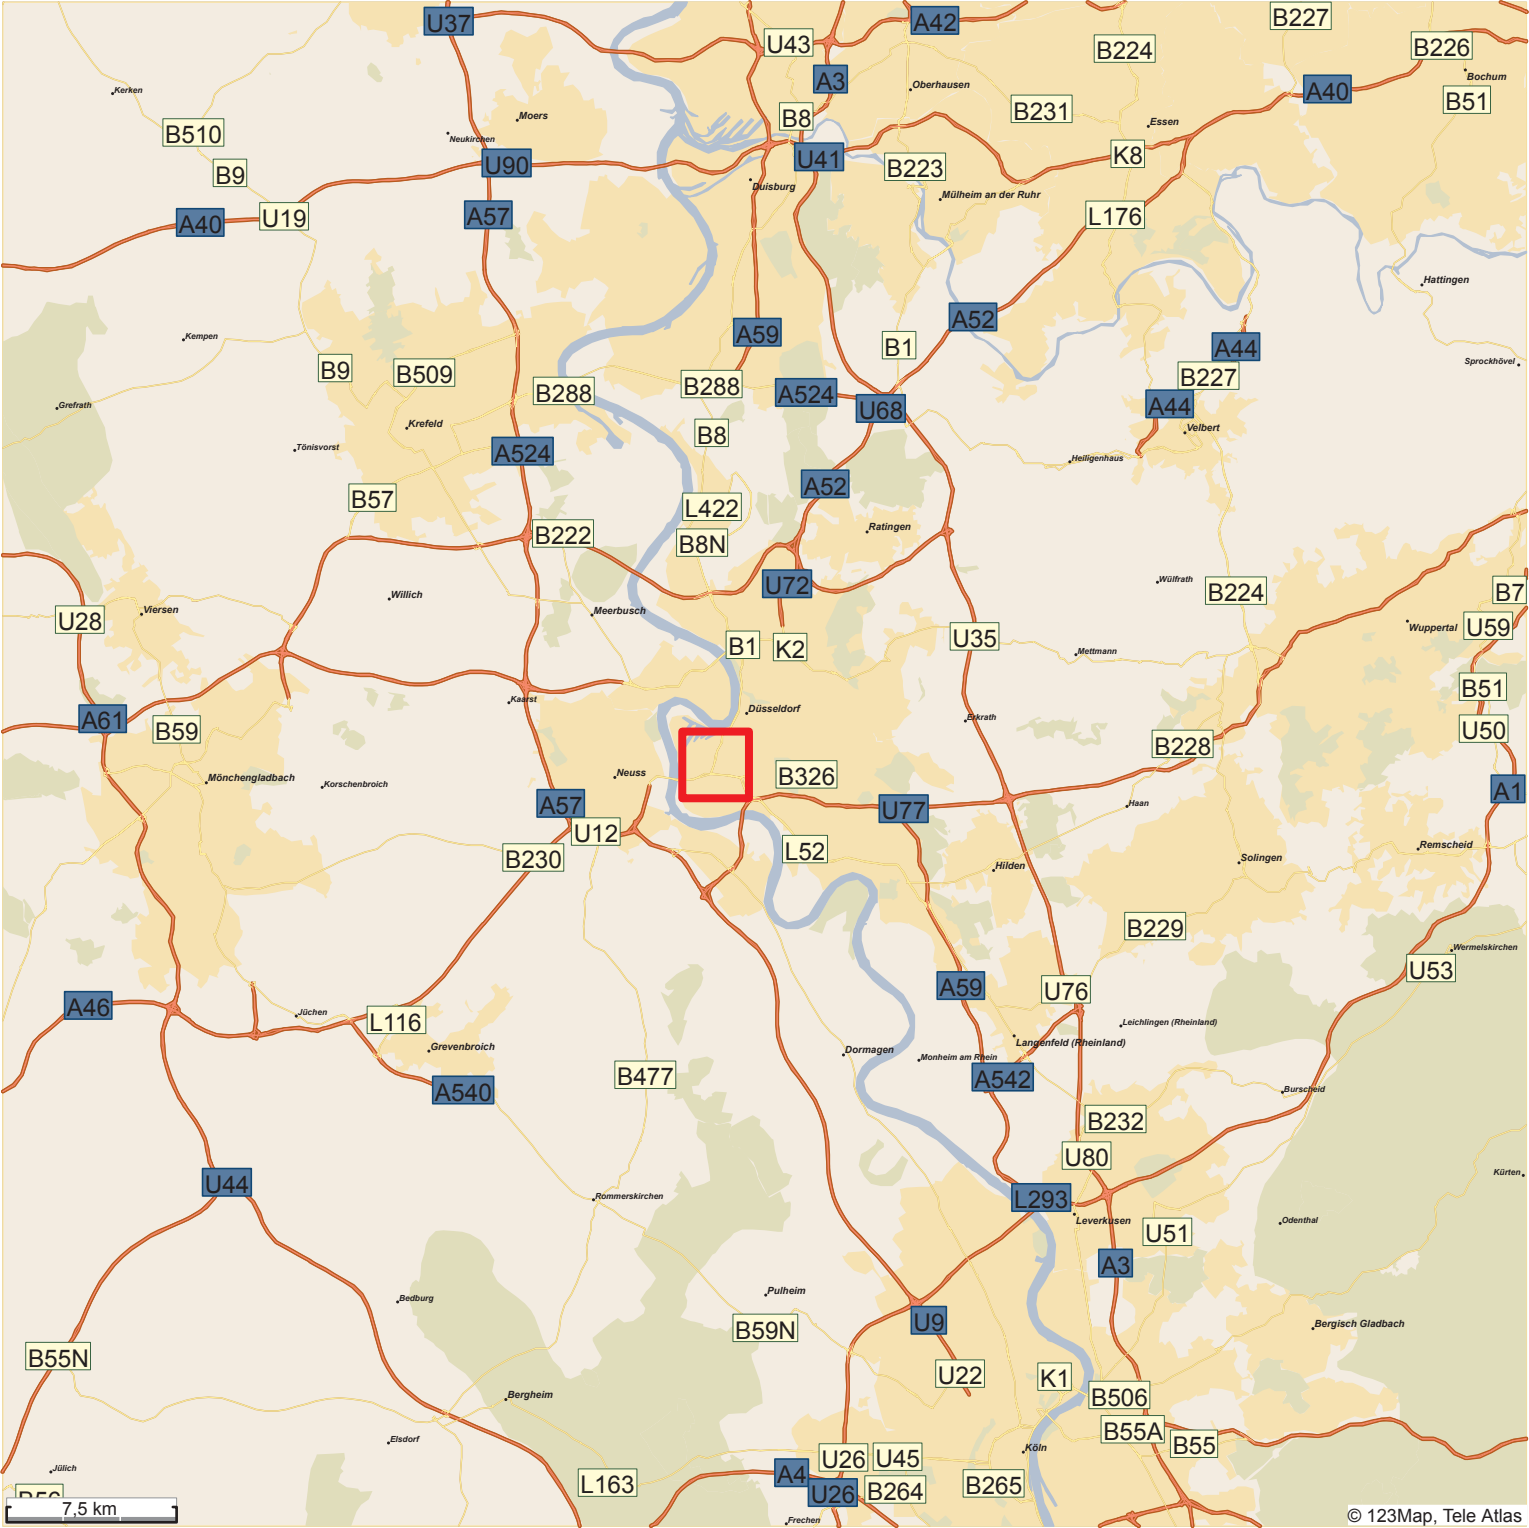 U37
A42
B227
U43
B224
B226
A3
Oberhausen
Bochum
Kerken
A40
B51
B231
B8
Moers
Essen
B510
Neukirchen
U90
U41
K8
B223
B9
Duisburg
Mülheim an der Ruhr
A40
U19
A57
L176
Hattingen
A52
A59
Kempen
B1
A44
Sprockhövel
B9
B509
B288
B288
A524
B227
Grefrath
U68
A44
Krefeld
B8
Velbert
Tönisvorst
A524
Heiligenhaus
A52
B57
L422
Ratingen
B222
B8N
U72
Wülfrath
B224
B7
Willich
Viersen
Meerbusch
U28
U35
Wuppertal
U59
B1
K2
Mettmann
B51
Kaarst
Düsseldorf
A61
Erkrath
B59
U50
B228
Neuss
B326
Mönchengladbach
Korschenbroich
A1
A57
U77
Haan
U12
L52
Remscheid
B230
Hilden
Solingen
B229
Wermelskirchen
U53
A59
U76
A46
Jüchen
L116
Leichlingen (Rheinland)
Grevenbroich
Dormagen
Langenfeld (Rheinland)
Monheim am Rhein
B477
A542
A540
Burscheid
B232
U80
Kürten
U44
Rommerskirchen
L293
Leverkusen
Odenthal
U51
A3
Pulheim
Bedburg
B59N
U9
Bergisch Gladbach
B55N
U22
K1
Bergheim
B506
B55A
Elsdorf
Köln
B55
U26
U45
Jülich
A4
L163
B265
U26
B264
B56
7,5 km
Frechen
© 123Map, Tele Atlas